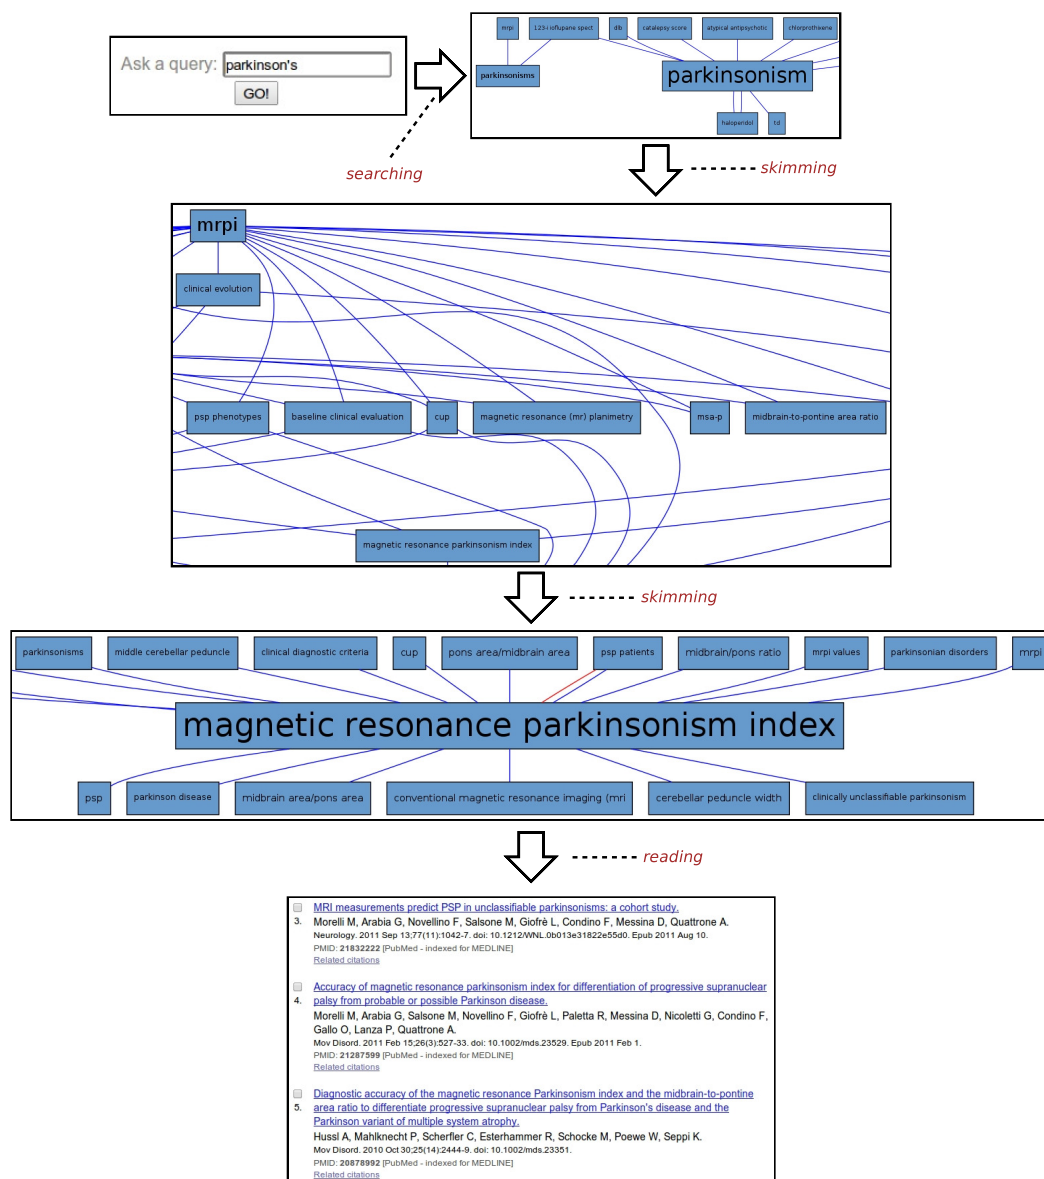 Ask a query: parkinson's
GO!
searching
mrpi
123-i ioflupane spect
dlb
catalepsy score
atypical antipsychotic
chlorprotheene
parkinsonisms
parkinsonism
haloperidol
td
skimming
mrpi
clinical evolution
psp phenotypes
baseline clinical evaluation
cup
magnetic resonance (mr) planimetry
msa-p
midbrain-to-pontine area ratio
magnetic resonance parkinsonism index
skimming
parkinsonisms
middle cerebellar peduncle
clinical diagnostic criteria
cup
pons area/midbrain area
psp patients
midbrain/pons ratio
mrpi values
parkinsonian disorders
mrpi
magnetic resonance parkinsonism index
psp
parkinson disease
midbrain area/pons area
conventional magnetic resonance imaging (mri
cerebellar peduncle width
clinically unclassifiable parkinsonism
reading
MRI measurements predict PSP in unclassifiable parkinsonisms: a cohort study.
3. Morelli M, Arabia G, Novellino F, Salsone M, Giofrè L, Condino F, Messina D, Quattrone A.
Neurology. 2011 Sep 13;77(11):1042-7. doi: 10.1212/WNL.0b013e31822e55d0. Epub 2011 Aug 10.
PMID: 21832222 [PubMed - indexed for MEDLINE]
Related citations
Accuracy of magnetic resonance parkinsonism index for differentiation of progressive supranuclear
4. palsy from probable or possible Parkinson disease.
Morelli M, Arabia G, Salsone M, Novellino F, Giofrè L, Paletta R, Messina D, Nicoletti G, Condino F,
Gallo O, Lanza P, Quattrone A.
Mov Disord. 2011 Feb 15;26(3):527-33. doi: 10.1002/mds.23529. Epub 2011 Feb 1.
PMID: 21287599 [PubMed - indexed for MEDLINE]
Related citations
Diagnostic accuracy of the magnetic resonance Parkinsonism index and the midbrain-to-pontine
5. area ratio to differentiate progressive supranuclear palsy from Parkinson's disease and the
Parkinson variant of multiple system atrophy.
Hussl A, Mahlknecht P, Scherfler C, Esterhammer R, Schocke M, Poewe W, Seppi K.
Mov Disord. 2010 Oct 30;25(14):2444-9. doi: 10.1002/mds.23351.
PMID: 20878992 [PubMed - indexed for MEDLINE]
Related citations